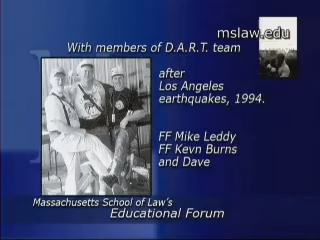 mslaw.edu
With members of D.A.R.T. team
after
Los Angeles
earthquakes, 1994.
FF Mike Leddy
FF Kevn Burns
and Dave
Massachusetts School of Law's
Educational Forum